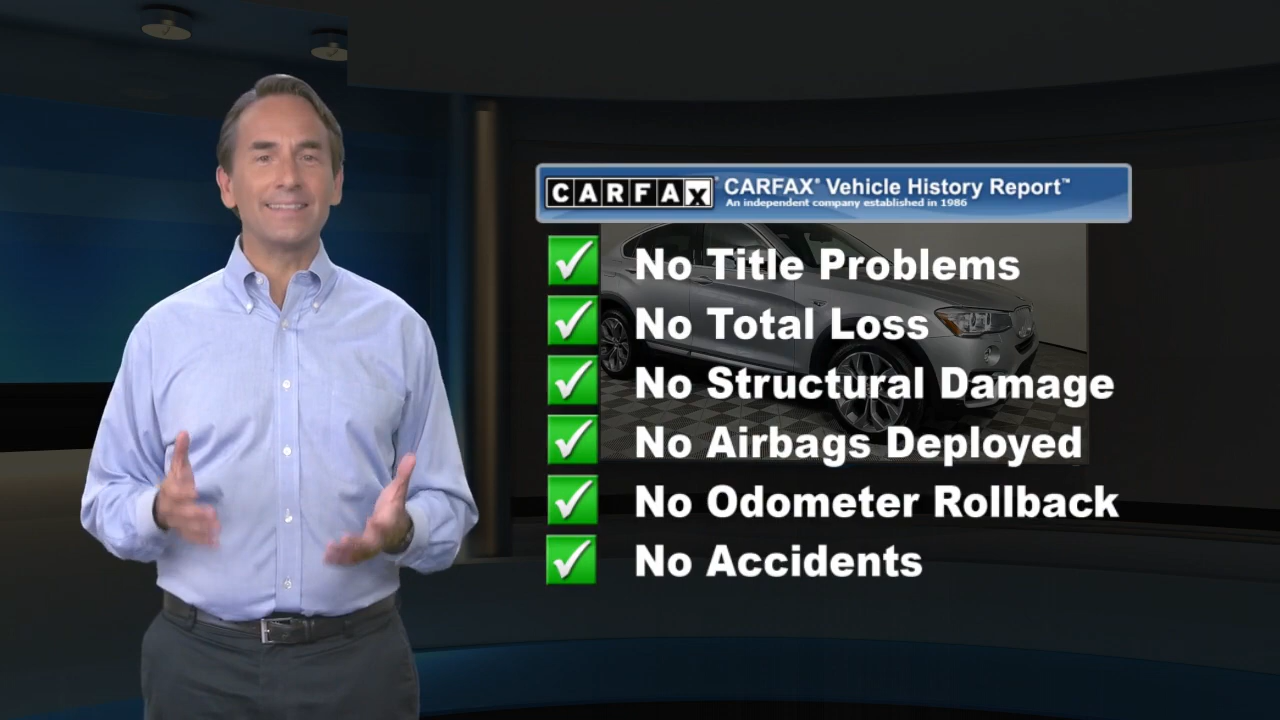 CARFAX
CARFAX® Vehicle History Report™
An independent company established in 1986
No Title Problems
No Total Loss
No Structural Damage
No Airbags Deployed
No Odometer Rollback
No Accidents